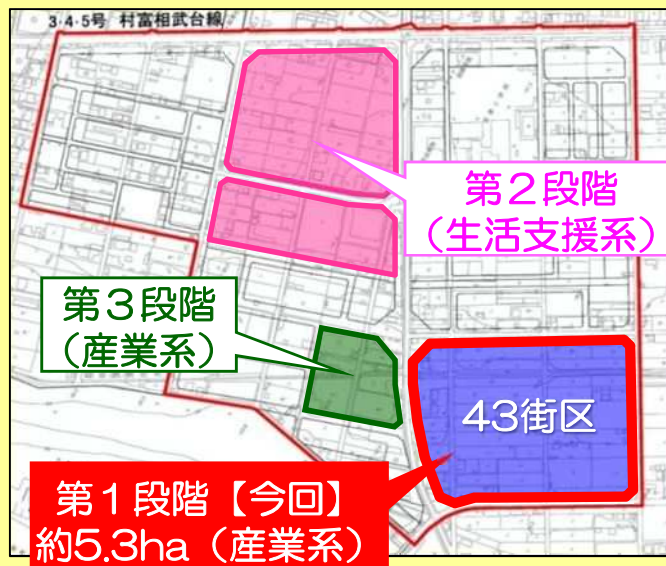 3・4・5号 村富相武台線
第２段階
（生活支援系）
第３段階
（産業系）
43街区
第１段階【今回】
約5.3ha（産業系）